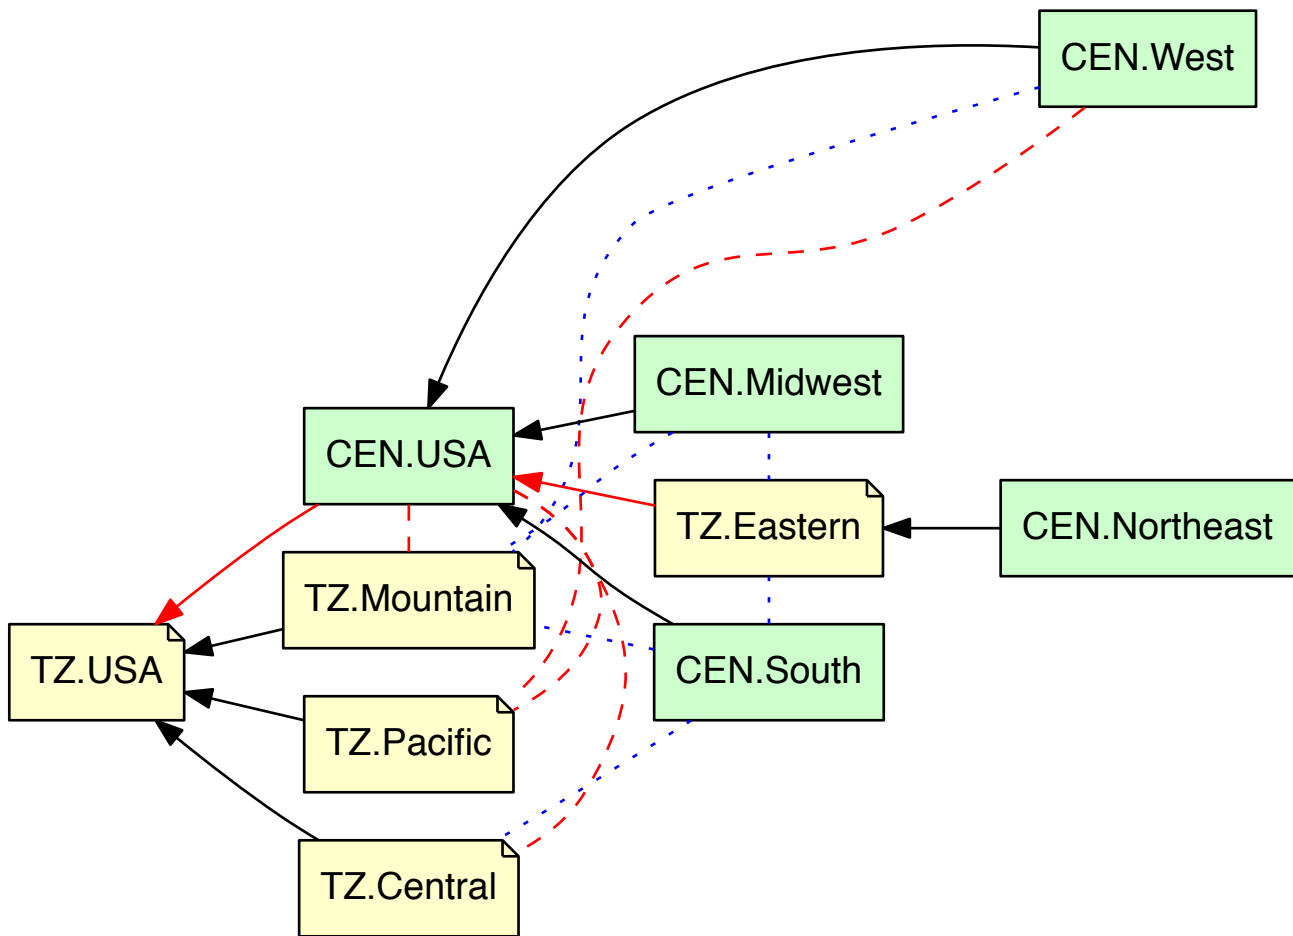 CEN.West
CEN.Midwest
CEN.USA
TZ.Eastern
CEN.Northeast
TZ.Mountain
TZ.USA
CEN.South
TZ.Pacific
TZ.Central